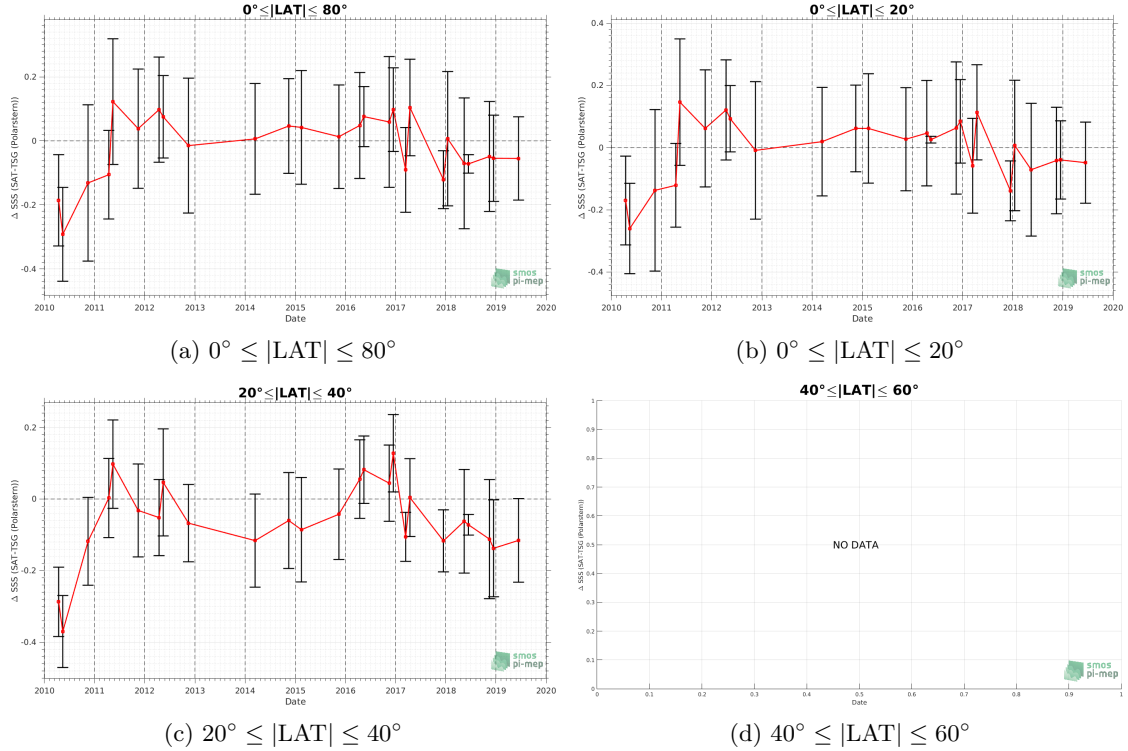 0°≤|LAT|≤ 80°
Δ SSS (SAT-TSG (Polarstern))
0.2
0
-0.2
-0.4
2010 2011 2012 2013 2014 2015 2016 2017 2018 2019 2020
Date
smos
pi-mep
(a) 0° ≤ |LAT| ≤ 80°
0°≤|LAT|≤ 20°
Δ SSS (SAT-TSG (Polarstern))
0.4
0.2
0
-0.2
-0.4
2010 2011 2012 2013 2014 2015 2016 2017 2018 2019 2020
Date
smos
pi-mep
(b) 0° ≤ |LAT| ≤ 20°
20°≤|LAT|≤ 40°
Δ SSS (SAT-TSG (Polarstern))
0.2
0
-0.2
-0.4
2010 2011 2012 2013 2014 2015 2016 2017 2018 2019 2020
Date
smos
pi-mep
(c) 20° ≤ |LAT| ≤ 40°
40°≤|LAT|≤ 60°
Δ SSS (SAT-TSG (Polarstern))
1
0.9
0.8
0.7
0.6
0.5
0.4
0.3
0.2
0.1
0
NO DATA
0 0.1 0.2 0.3 0.4 0.5 0.6 0.7 0.8 0.9 1
Date
smos
pi-mep
(d) 40° ≤ |LAT| ≤ 60°